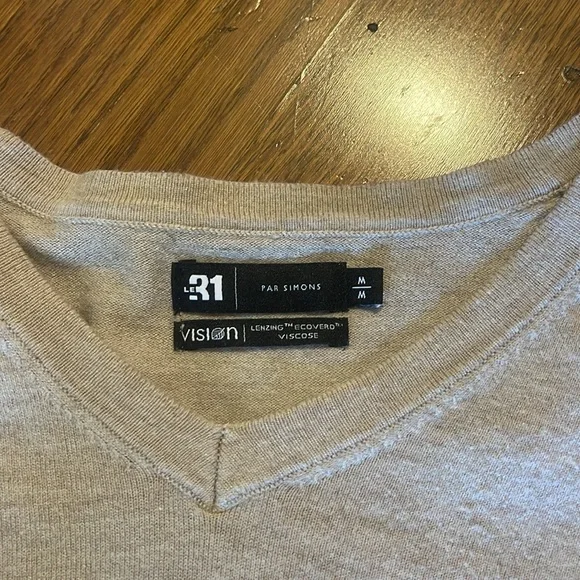 LE 31 PAR SIMONS M
M
VISION LENZING™ ECOVERO™
VISCOSE